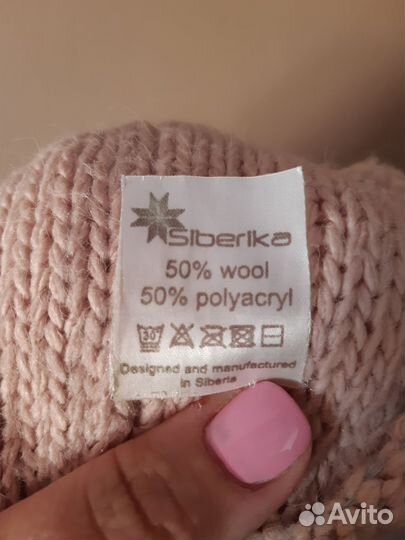 Siberika
50% wool
50% polyacryl
30°
Designed and manufactured
in Siberia
Avito